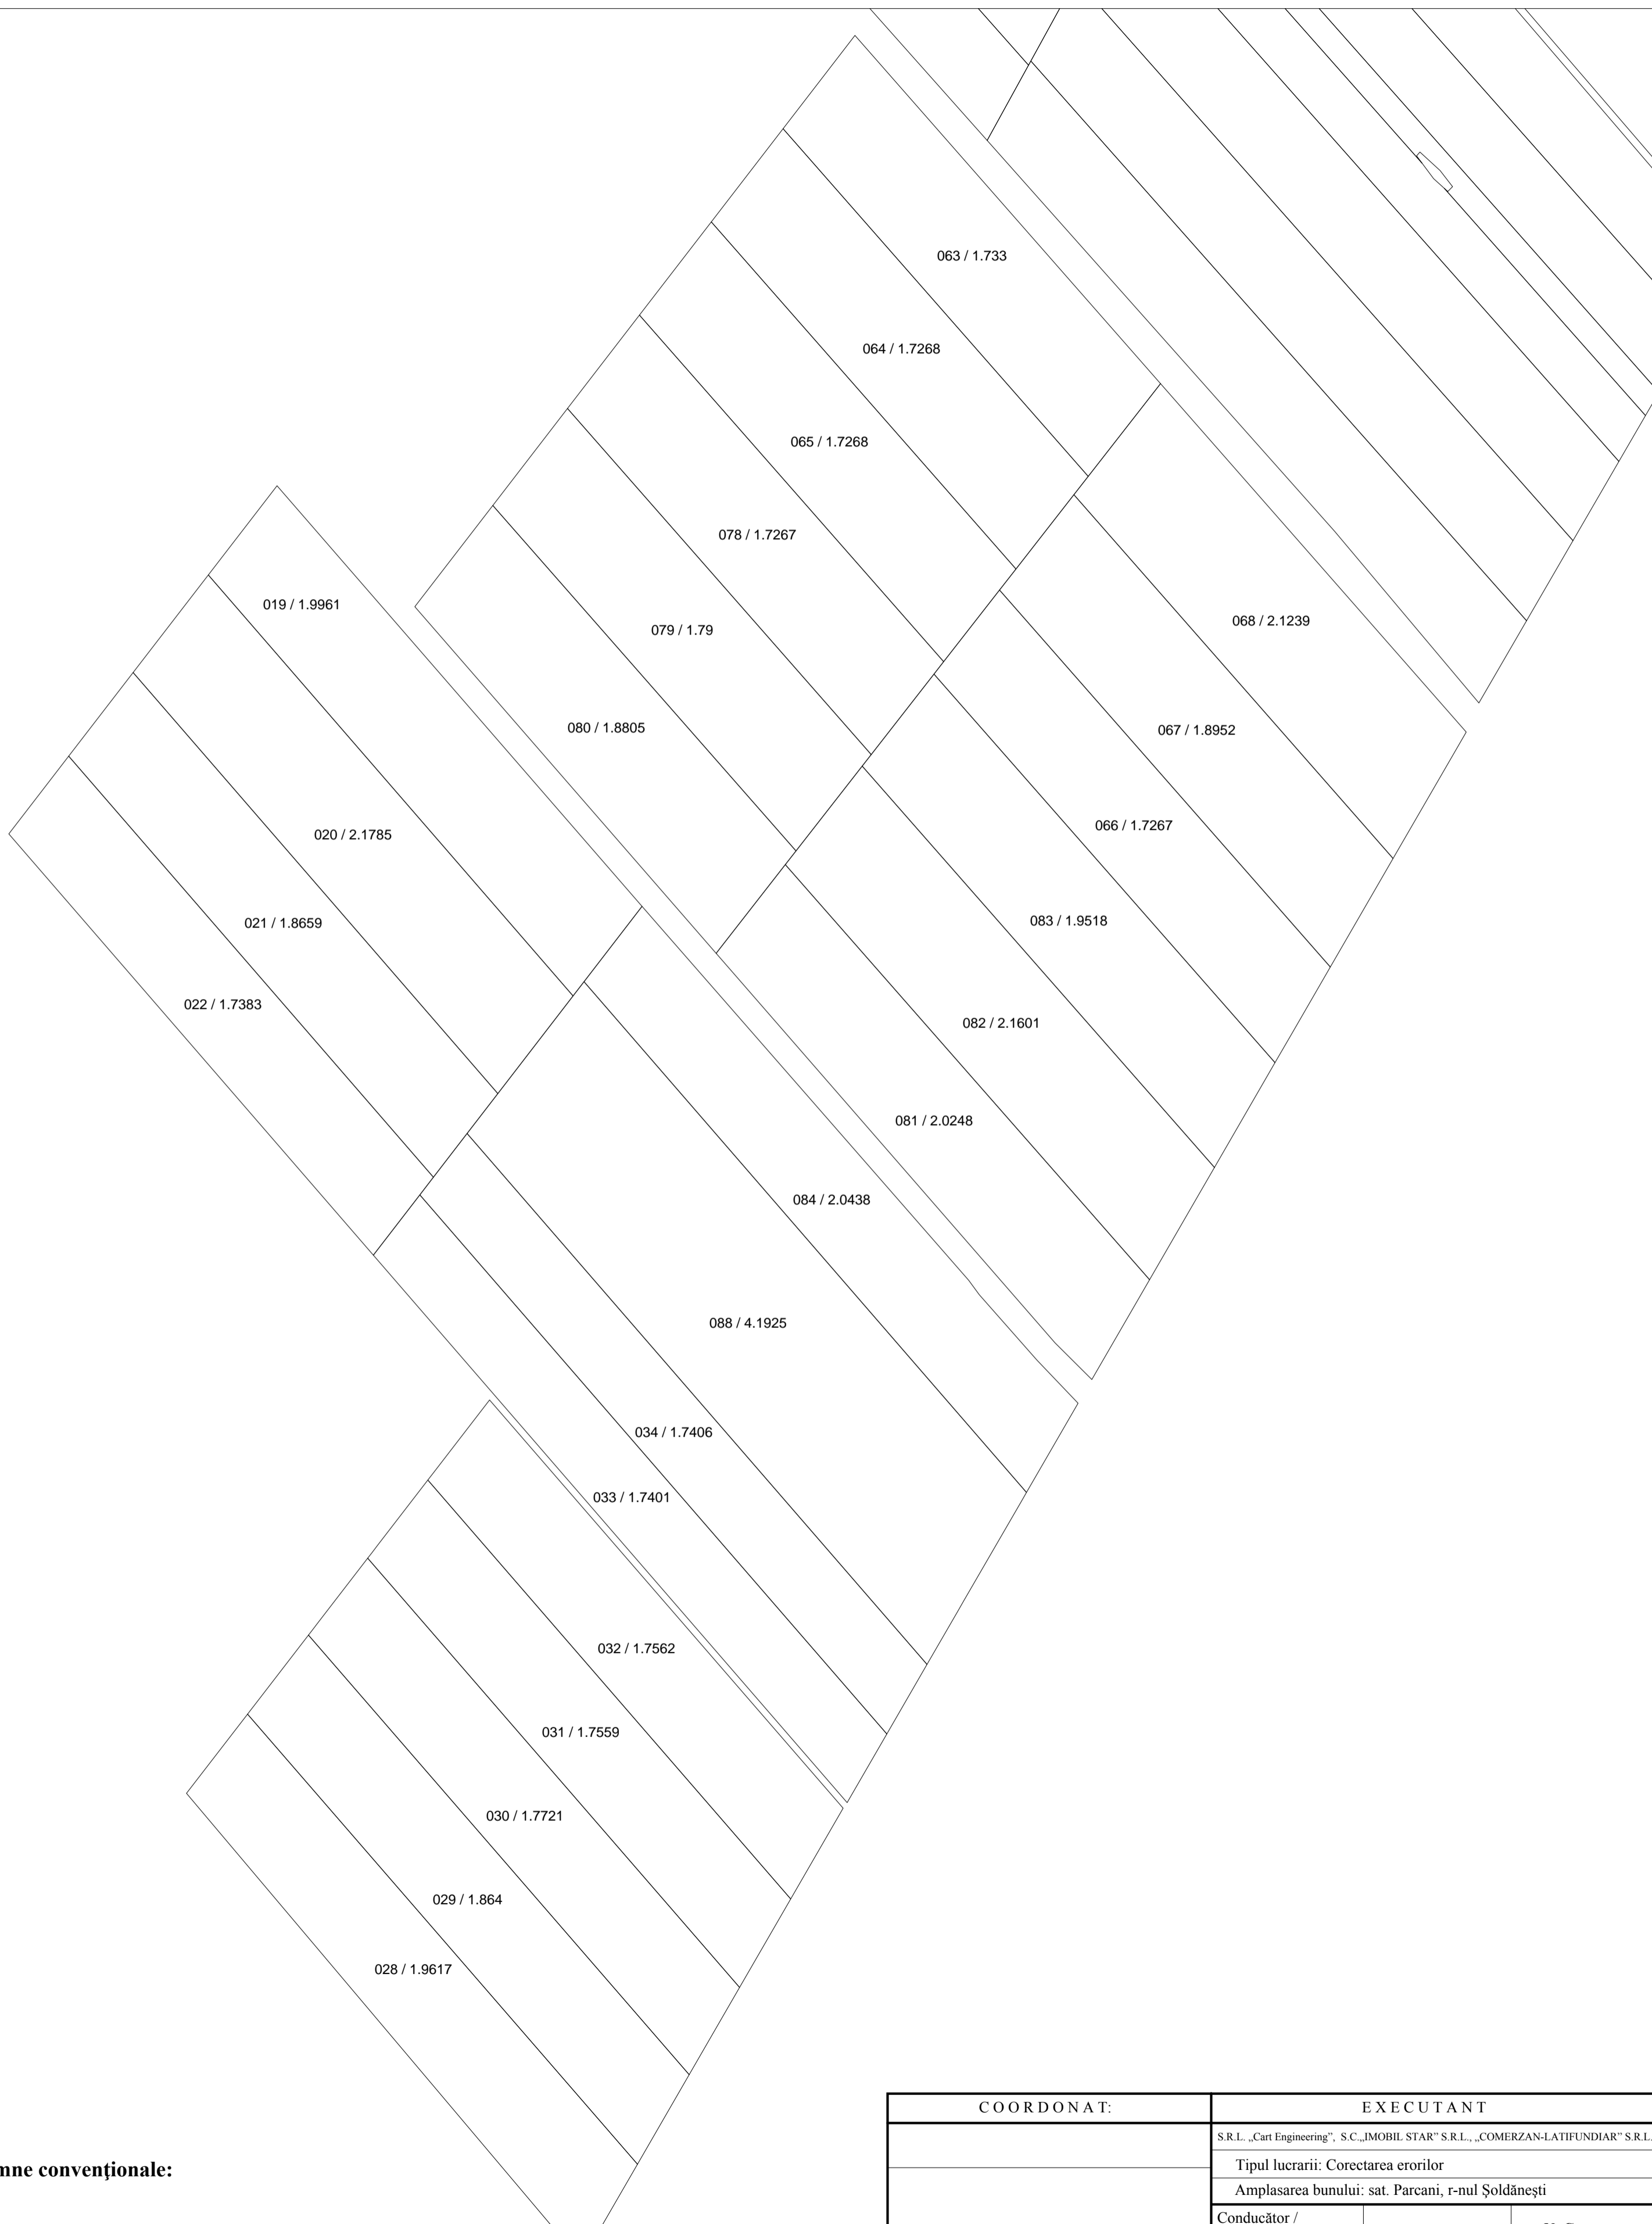 063 / 1.733
064 / 1.7268
065 / 1.7268
078 / 1.7267
019 / 1.9961
068 / 2.1239
079 / 1.79
080 / 1.8805
067 / 1.8952
066 / 1.7267
020 / 2.1785
083 / 1.9518
021 / 1.8659
022 / 1.7383
082 / 2.1601
081 / 2.0248
084 / 2.0438
088 / 4.1925
034 / 1.7406
033 / 1.7401
032 / 1.7562
031 / 1.7559
030 / 1.7721
029 / 1.864
028 / 1.9617
mne convenţionale:
COORDONAT:
EXECUTANT
S.R.L. „Cart Engineering”, S.C.„IMOBIL STAR” S.R.L., „COMERZAN-LATIFUNDIAR” S.R.L.
Tipul lucrarii: Corectarea erorilor
Amplasarea bunului: sat. Parcani, r-nul Şoldăneşti
Conducător /